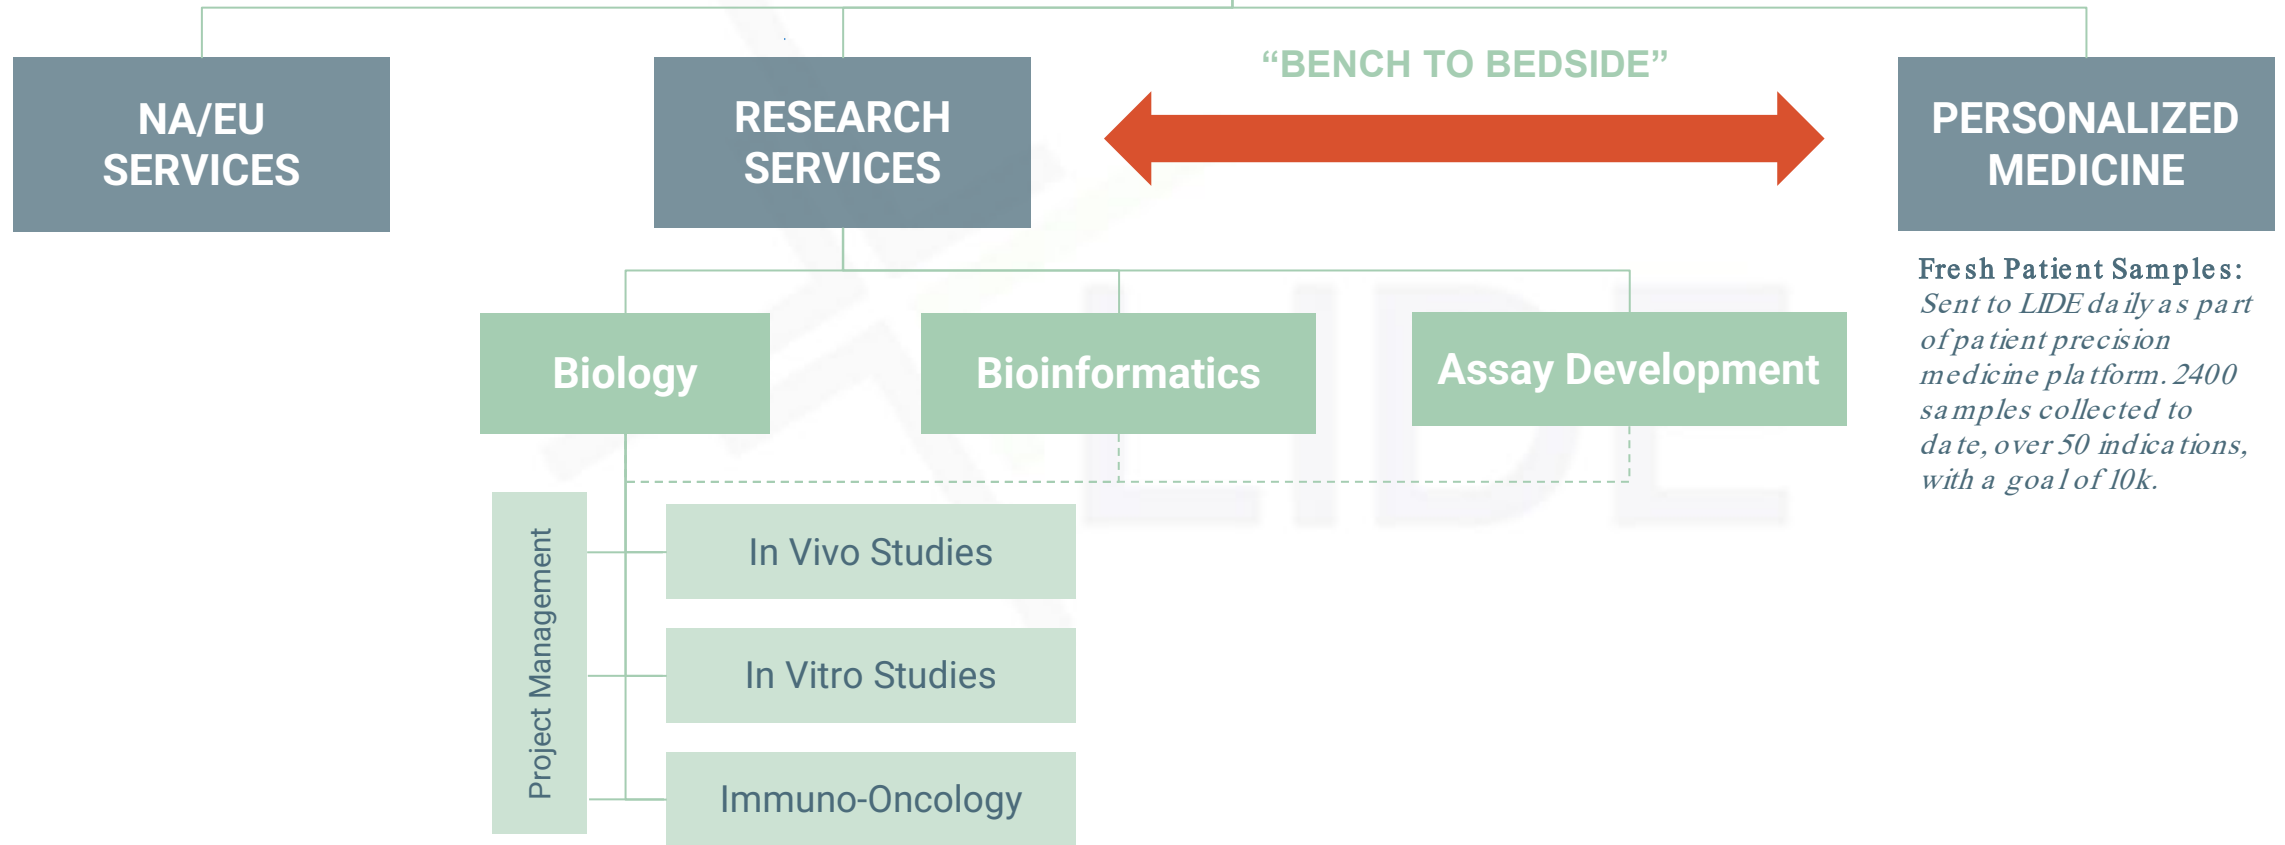 “BENCH TO BEDSIDE”
NA/EU
SERVICES
RESEARCH
SERVICES
PERSONALIZED
MEDICINE
Fresh Patient Samples:
Sent to LIDE daily as part
of patient precision
medicine platform. 2400
samples collected to
date, over 50 indications,
with a goal of 10k.
Biology
Bioinformatics
Assay Development
LIDE
Project Management
In Vivo Studies
In Vitro Studies
Immuno-Oncology